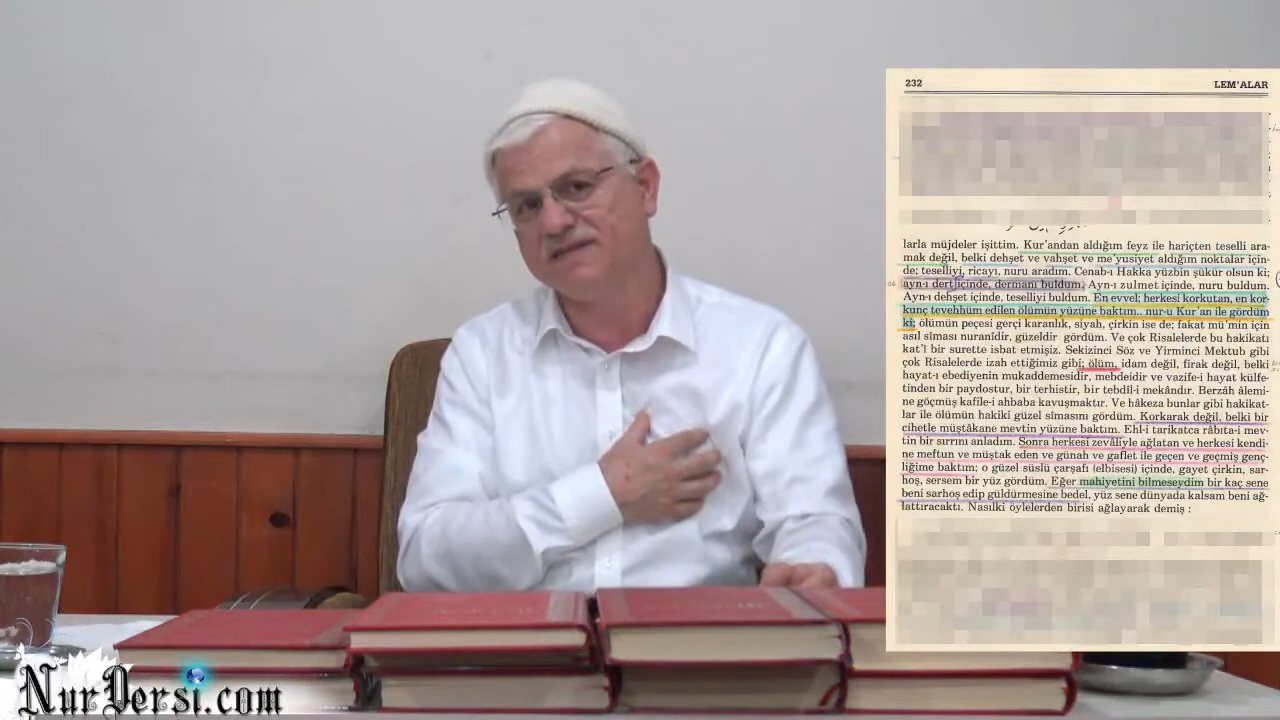 232
LEM'ALAR
larla müjdeler işittim. Kur'andan aldığım feyz ile hariçten teselli ara-
mak değil, belki dehşet ve vahşet ve me'yusiyet aldığım noktalar için-
de; teselliyi, ricayı, nuru aradım. Cenab-ı Hakka yüzbin şükür olsun ki;
ayn-ı dert içinde, dermanı buldum. Ayn-ı zulmet içinde, nuru buldum.
Ayn-ı dehşet içinde, teselliyi buldum. En evvel; herkesi korkutan, en kor-
kunç tevehhüm edilen ölümün yüzüne baktım.. nur-u Kur'an ile gördüm
ki; ölümün peçesi gerçi karanlık, siyah, çirkin ise de; fakat mü'min için
asıl sîması nuranidir, güzeldir gördüm. Ve çok Risalelerde bu hakikatı
kat'î bir surette isbat etmişiz. Sekizinci Söz ve Yirminci Mektub gibi
çok Risalelerde izah ettiğimiz gibi; ölüm idam değil, firak değil, belki
hayat-ı ebediyenin mukaddemesidir, mebdeidir ve vazife-i hayat külfe-
tinden bir paydostur, bir terhistir, bir tebdîl-i mekândır. Berzâh âlemi-
ne göçmüş kafile-i ahbaba kavuşmaktır. Ve hâkeza bunlar gibi hakikat-
lar ile ölümün hakiki güzel sîmasını gördüm. Korkarak değil, belki bir
cihetle müştâkane mevtin yüzüne baktım. Ehl-i tarikatca râbıta-i mev-
tin bir sırrını anladım. Sonra herkesi zevâliyle ağlatan ve herkesi kendi-
ne meftun ve müştak eden ve günah ve gaflet ile geçen ve geçmiş genç-
liğime baktım; o güzel süslü çarşafı (elbisesi) içinde, gayet çirkin, sar-
hoş, sersem bir yüz gördüm. Eğer mahiyetini bilmeseydim bir kaç sene
beni sarhoş edip güldürmesine bedel, yüz sene dünyada kalsam beni ağ-
lattıracaktı. Nasılki öylelerden birisi ağlayarak demiş :
NurDersi.com